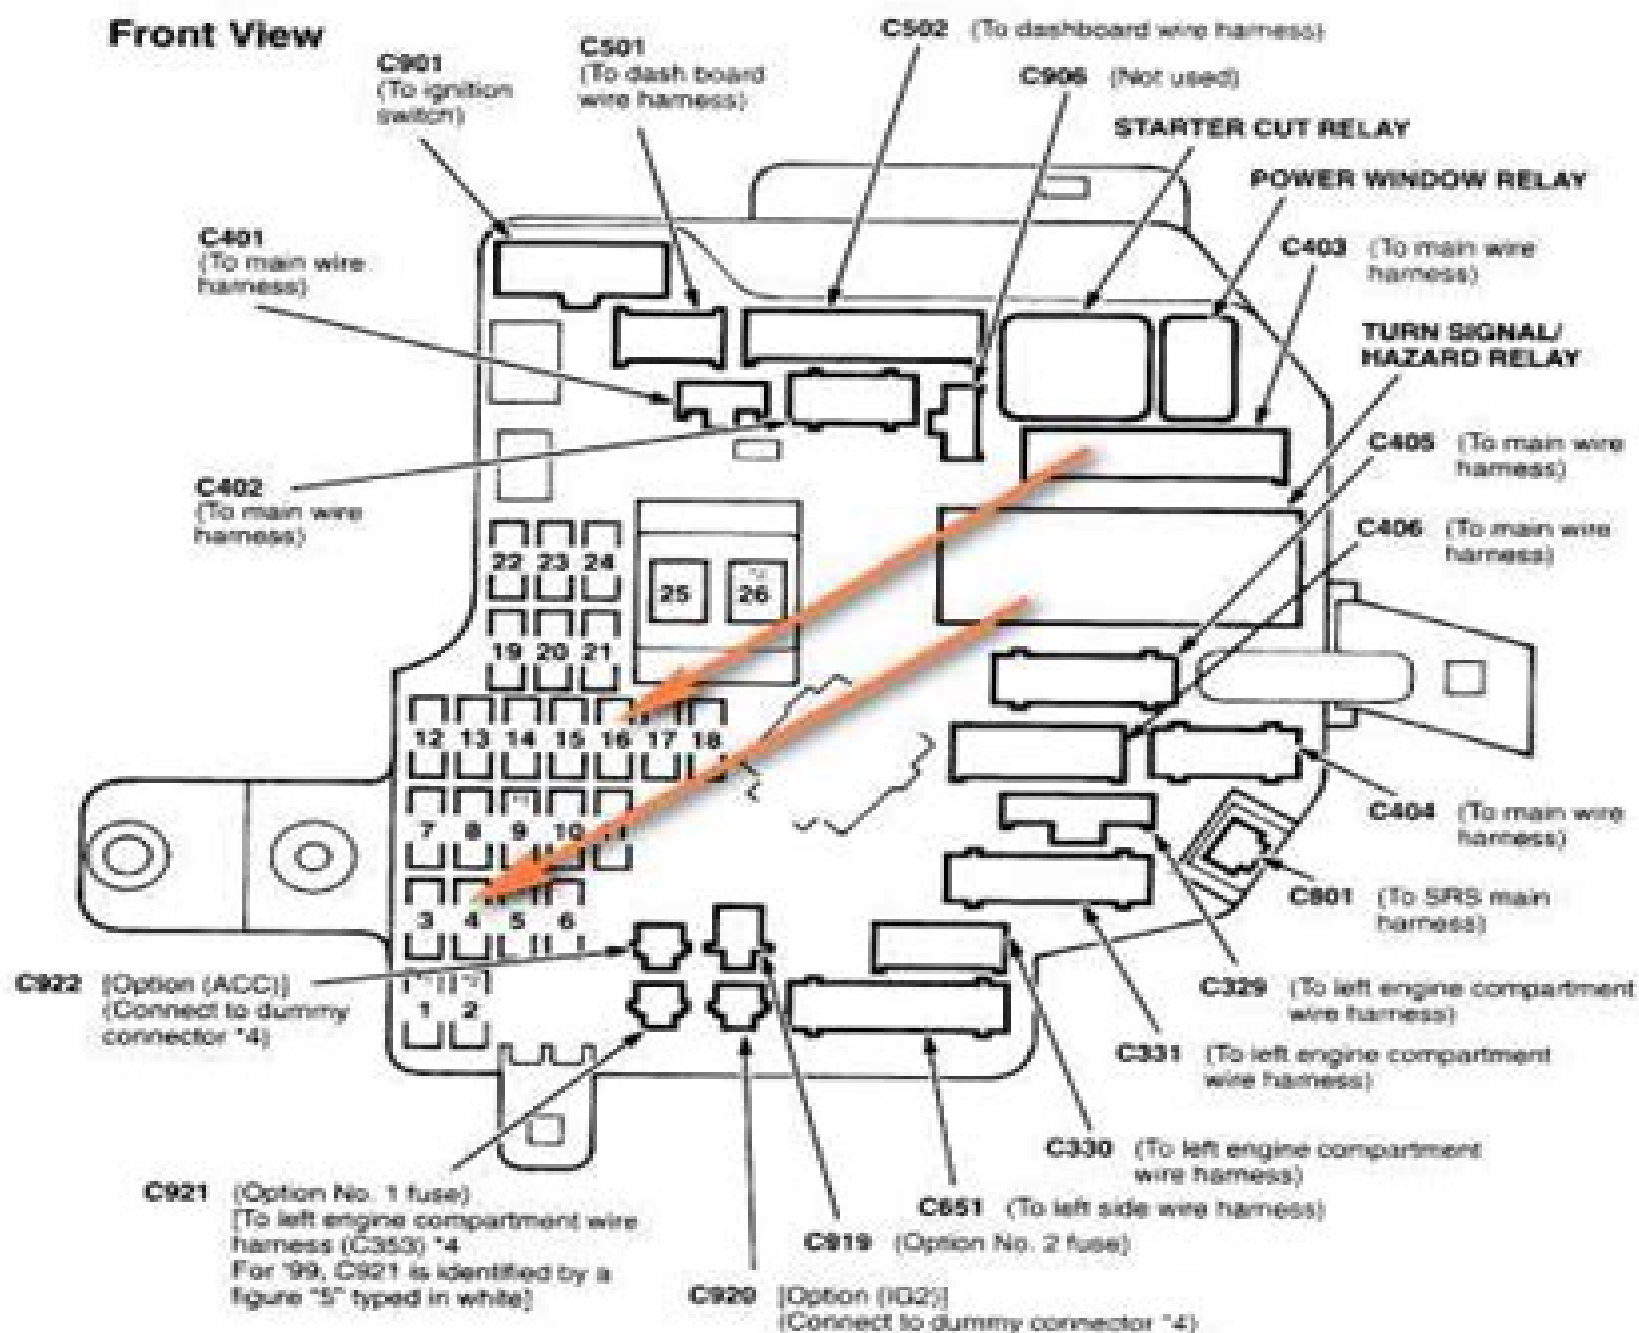 Front View
C901
(To ignition
switch)
C501
(To dash board
wire harness)
C502 (To dashboard wire harness)
C906 (Not used)
STARTER CUT RELAY
POWER WINDOW RELAY
C401
(To main wire
harness)
C403 (To main wire
harness)
TURN SIGNAL/
HAZARD RELAY
C405 (To main wire
harness)
C402
(To main wire
harness)
C406 (To main wire
harness)
22 23 24
25 26
19 20 21
12 13 14 15 16 17 18
7 8 9 10
C404 (To main wire
harness)
C801 (To SRS main
harness)
3 4 5 6
C922 [Option (ACC)]
(Connect to dummy
connector *4)
1 2
C329 (To left engine compartment
wire harness)
C331 (To left engine compartment
wire harness)
C330 (To left engine compartment
wire harness)
C921 (Option No. 1 fuse)
[To left engine compartment wire
harness (C353) *4
For '99, C921 is identified by a
figure "5" typed in white]
C551 (To left side wire harness)
C919 (Option No. 2 fuse)
C920 [Option (IG2)]
(Connect to dummy connector *4)